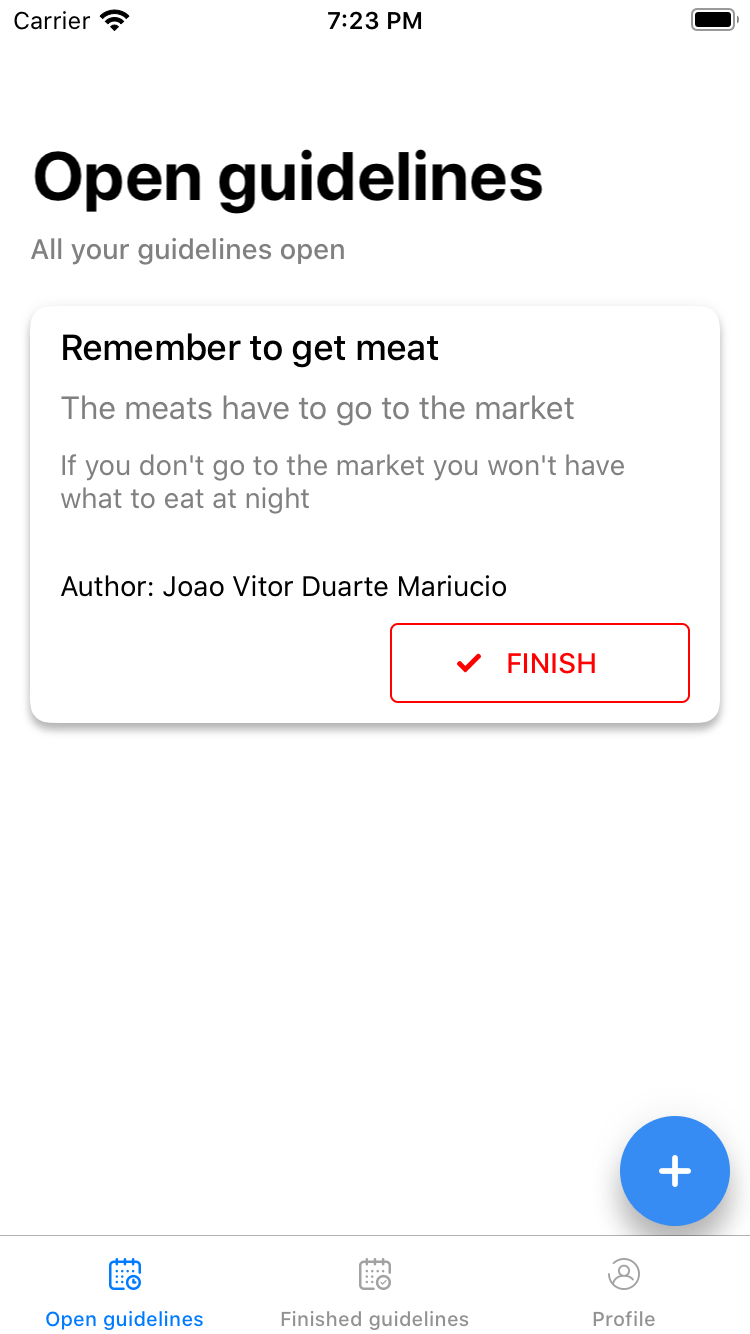 Carrier 7:23 PM
Open guidelines
All your guidelines open
Remember to get meat
The meats have to go to the market
If you don't go to the market you won't have
what to eat at night
Author: Joao Vitor Duarte Mariucio
FINISH
Open guidelines Finished guidelines Profile